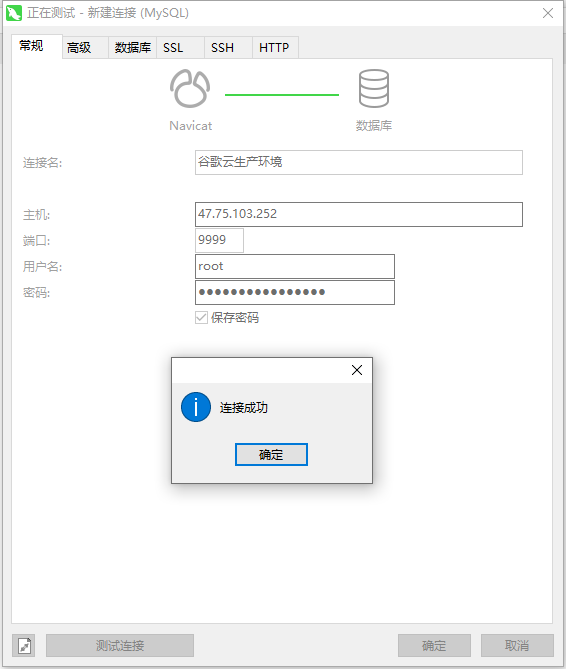 正在测试 - 新建连接 (MySQL)
常规 高级 数据库 SSL SSH HTTP
Navicat 数据库
连接名: 谷歌云生产环境
主机: 47.75.103.252
端口: 9999
用户名: root
密码: ●●●●●●●●●●●●●●●●
保存密码
连接成功
确定
测试连接 确定 取消